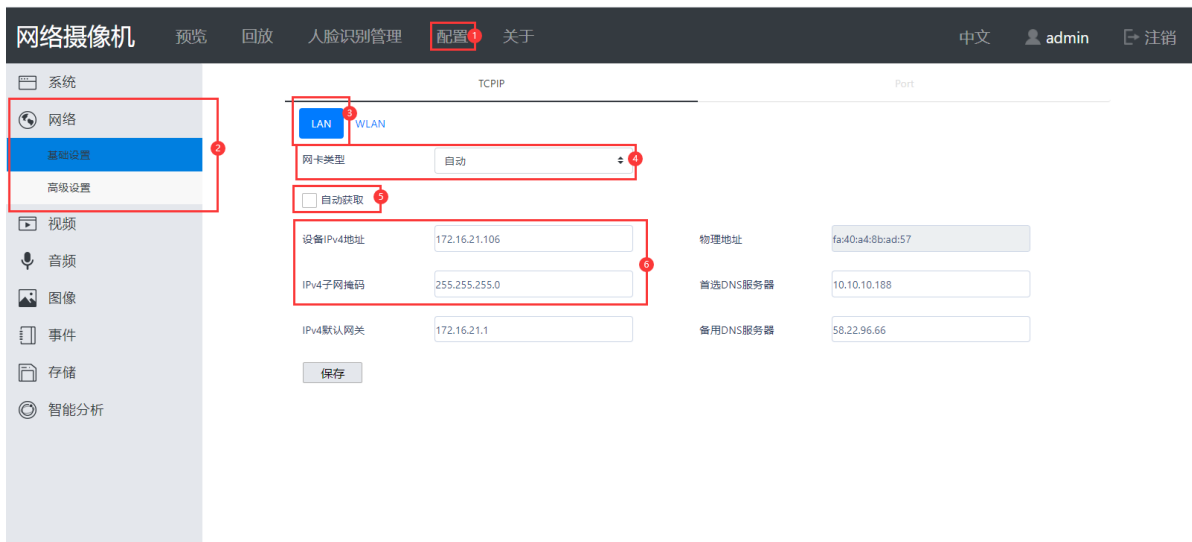 网络摄像机 预览 回放 人脸识别管理 配置 1 关于 中文 admin 注销
系统
网络
基础设置 2
高级设置
视频
音频
图像
事件
存储
智能分析
TCPIP Port
LAN 3 WLAN
网卡类型 自动 4
自动获取 5
设备IPv4地址 172.16.21.106 物理地址 fa:40:a4:8b:ad:57
6
IPv4子网掩码 255.255.255.0 首选DNS服务器 10.10.10.188
IPv4默认网关 172.16.21.1 备用DNS服务器 58.22.96.66
保存